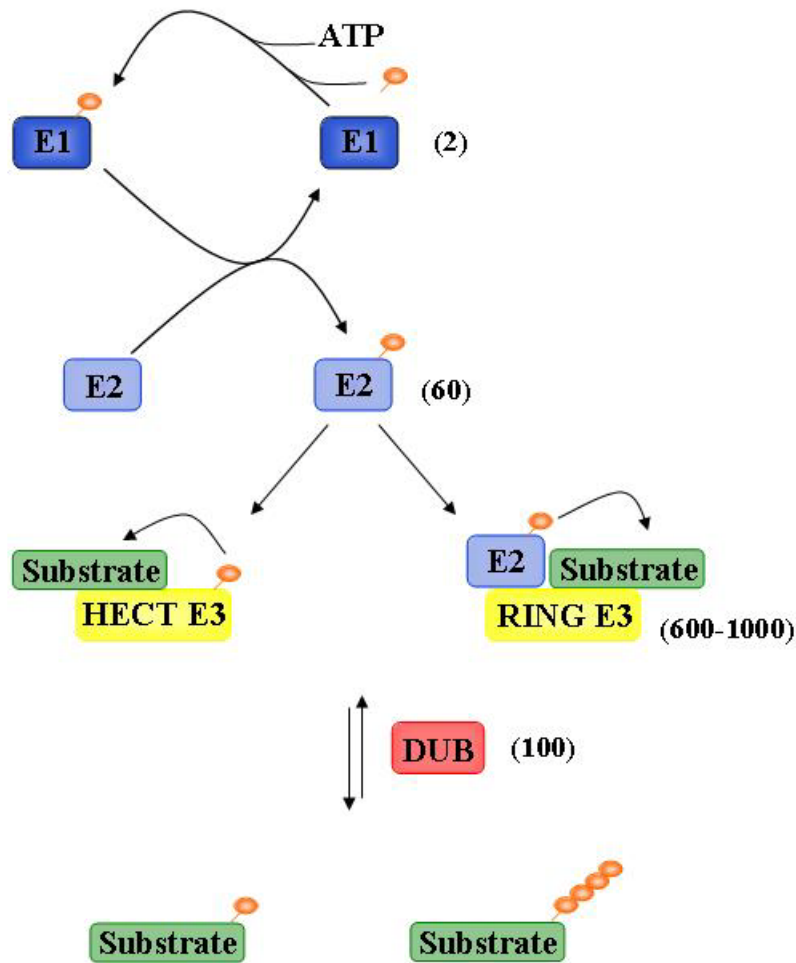 ATP
E1
E1
(2)
E2
E2
(60)
Substrate
HECT E3
E2
Substrate
RING E3
(600-1000)
DUB
(100)
Substrate
Substrate